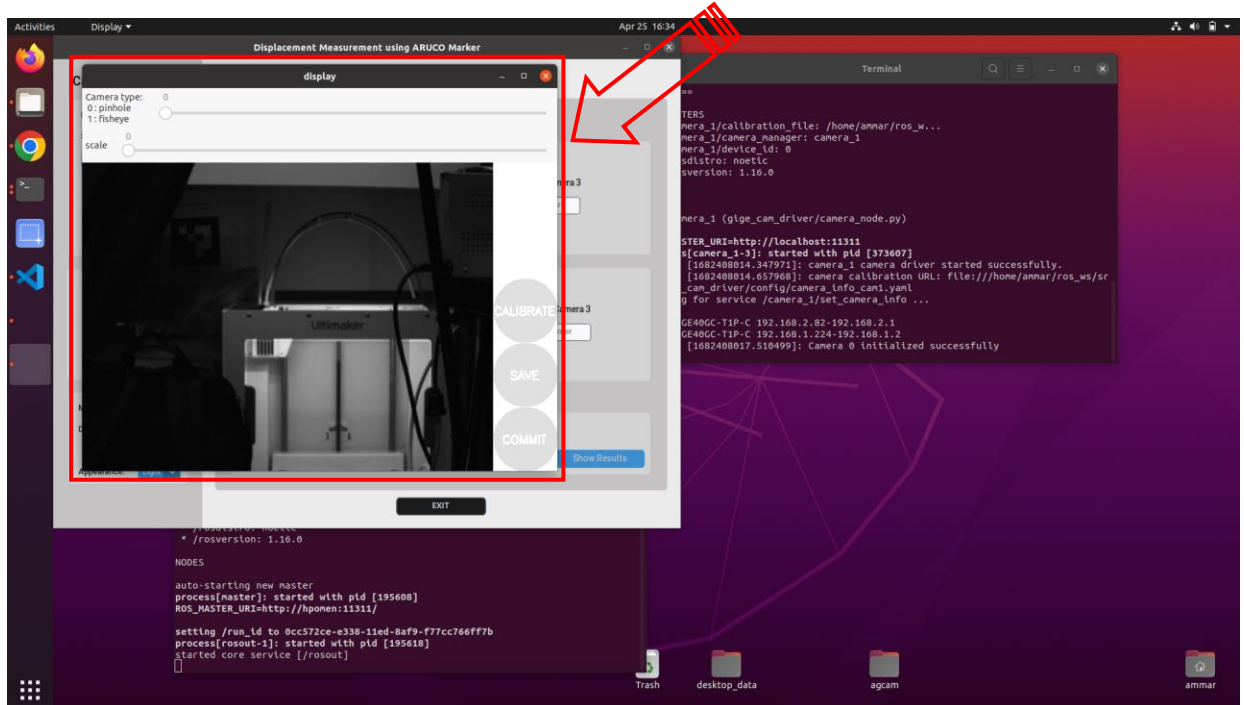 Activities
Display
Apr 25 16:34
Displacement Measurement using ARUCO Marker
C
display
Camera type:
0: pinhole
1: fisheye
0
0
scale
Ultimaker
CALIBRATE
SAVE
COMMIT
mera 3
amera 3
Show Results
Appearance:
Light
EXIT
Terminal
==
TERS
mera_1/calibration_file: /home/ammar/ros_w...
mera_1/camera_manager: camera_1
mera_1/device_id: 0
sdistro: noetic
sversion: 1.16.0
mera_1 (gige_cam_driver/camera_node.py)
STER_URI=http://localhost:11311
s[camera_1-3]: started with pid [373607]
[1682408014.347971]: camera_1 camera driver started successfully.
[1682408014.657968]: camera calibration URL: file:///home/ammar/ros_ws/sr
_cam_driver/config/camera_info_cam1.yaml
g for service /camera_1/set_camera_info ...
GE40GC-T1P-C 192.168.2.82-192.168.2.1
GE40GC-T1P-C 192.168.1.224-192.168.1.2
[1682408017.510499]: Camera 0 initialized successfully
* /rosdistro: noetic
* /rosversion: 1.16.0
NODES
auto-starting new master
process[master]: started with pid [195608]
ROS_MASTER_URI=http://hpomen:11311/
setting /run_id to 0cc572ce-e338-11ed-8af9-f77cc766ff7b
process[rosout-1]: started with pid [195618]
started core service [/rosout]
Trash
desktop_data
agcam
ammar